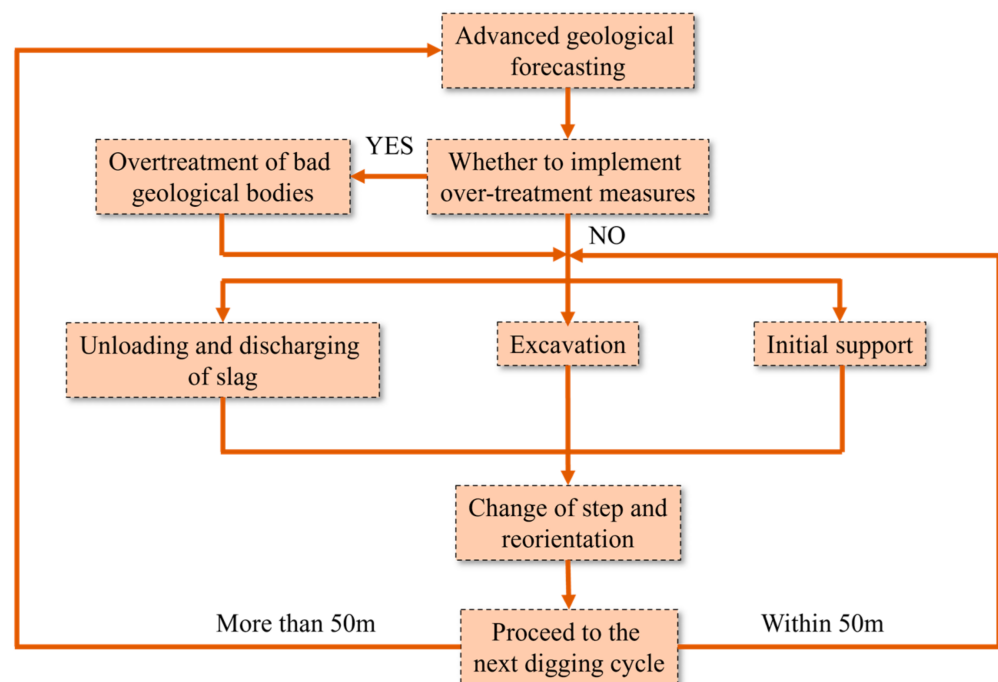 Advanced geological
forecasting
YES
Overtreatment of bad
geological bodies
Whether to implement
over-treatment measures
NO
Unloading and discharging
of slag
Excavation
Initial support
Change of step and
reorientation
More than 50m
Proceed to the
next digging cycle
Within 50m